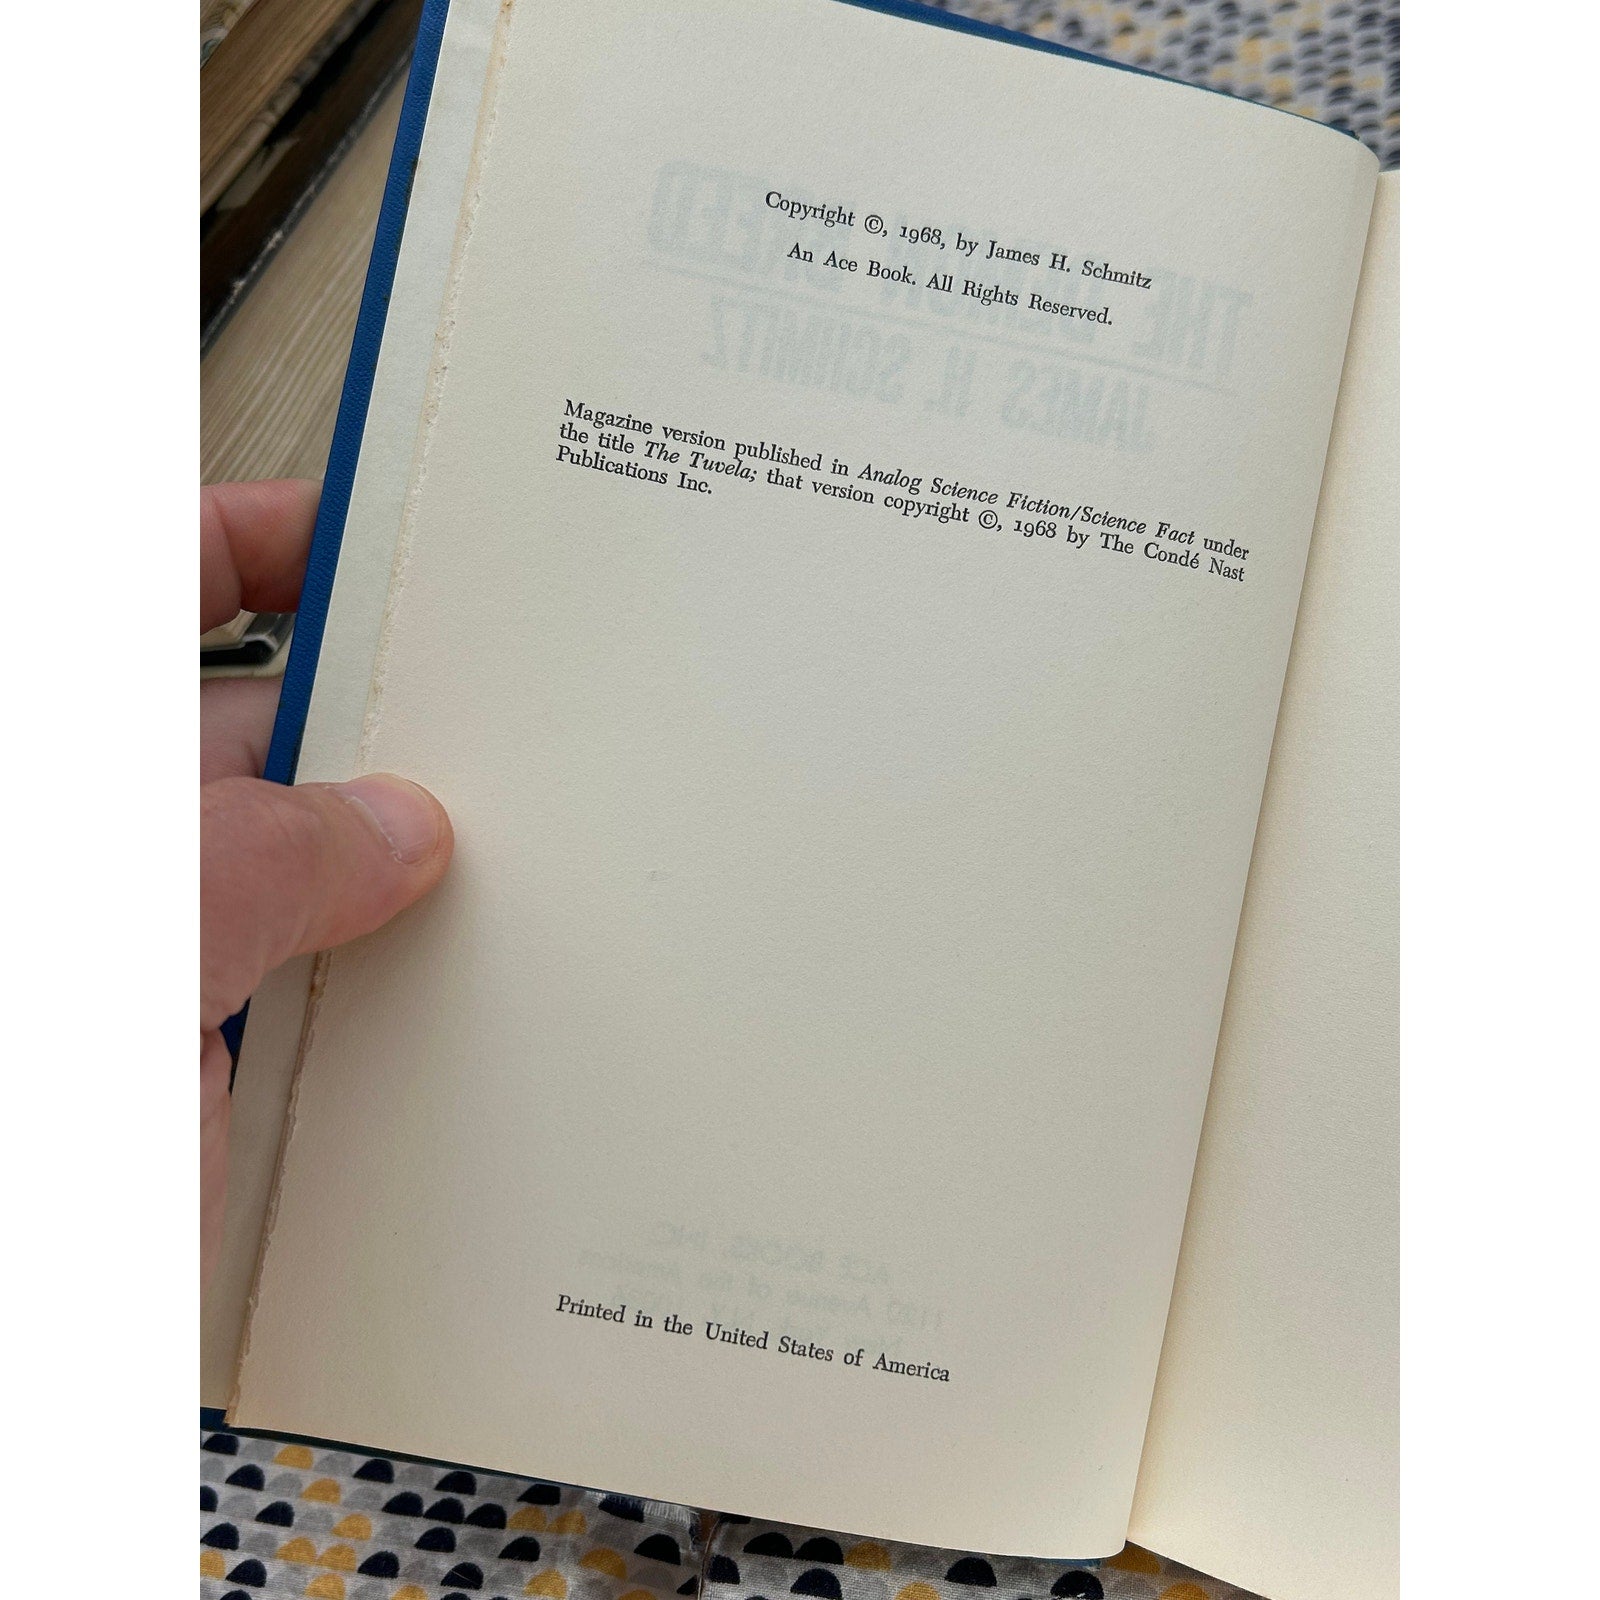 Copyright ©, 1968, by James H. Schmitz
An Ace Book. All Rights Reserved.
Magazine version published in Analog Science Fiction/Science Fact under
the title The Tuvela; that version copyright ©, 1968 by The Condé Nast
Publications Inc.
Printed in the United States of America